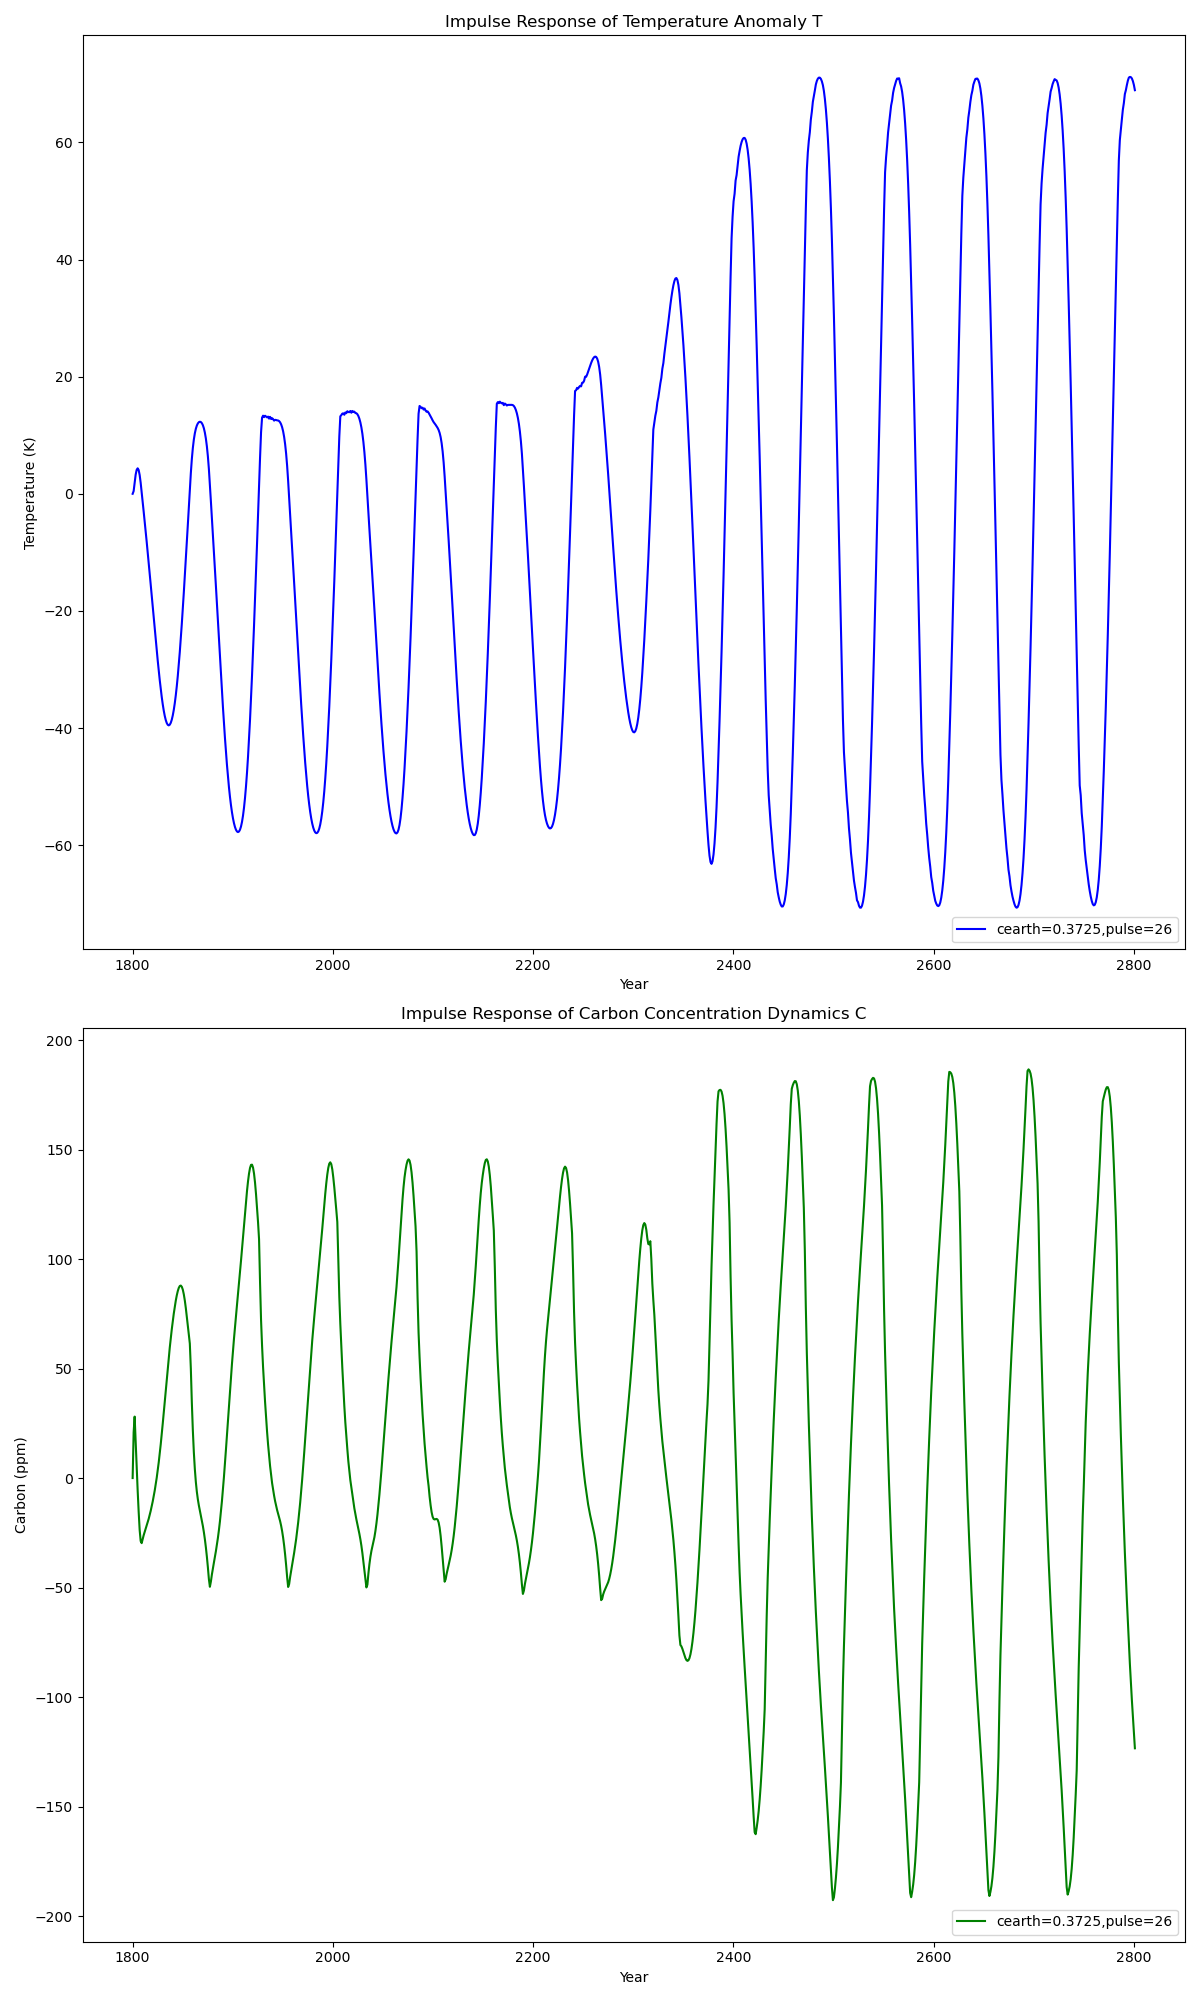 Impulse Response of Temperature Anomaly T
Temperature (K)
60
40
20
0
−20
−40
−60
cearth=0.3725,pulse=26
1800 2000 2200 2400 2600 2800
Year
Impulse Response of Carbon Concentration Dynamics C
Carbon (ppm)
200
150
100
50
0
−50
−100
−150
−200
cearth=0.3725,pulse=26
1800 2000 2200 2400 2600 2800
Year